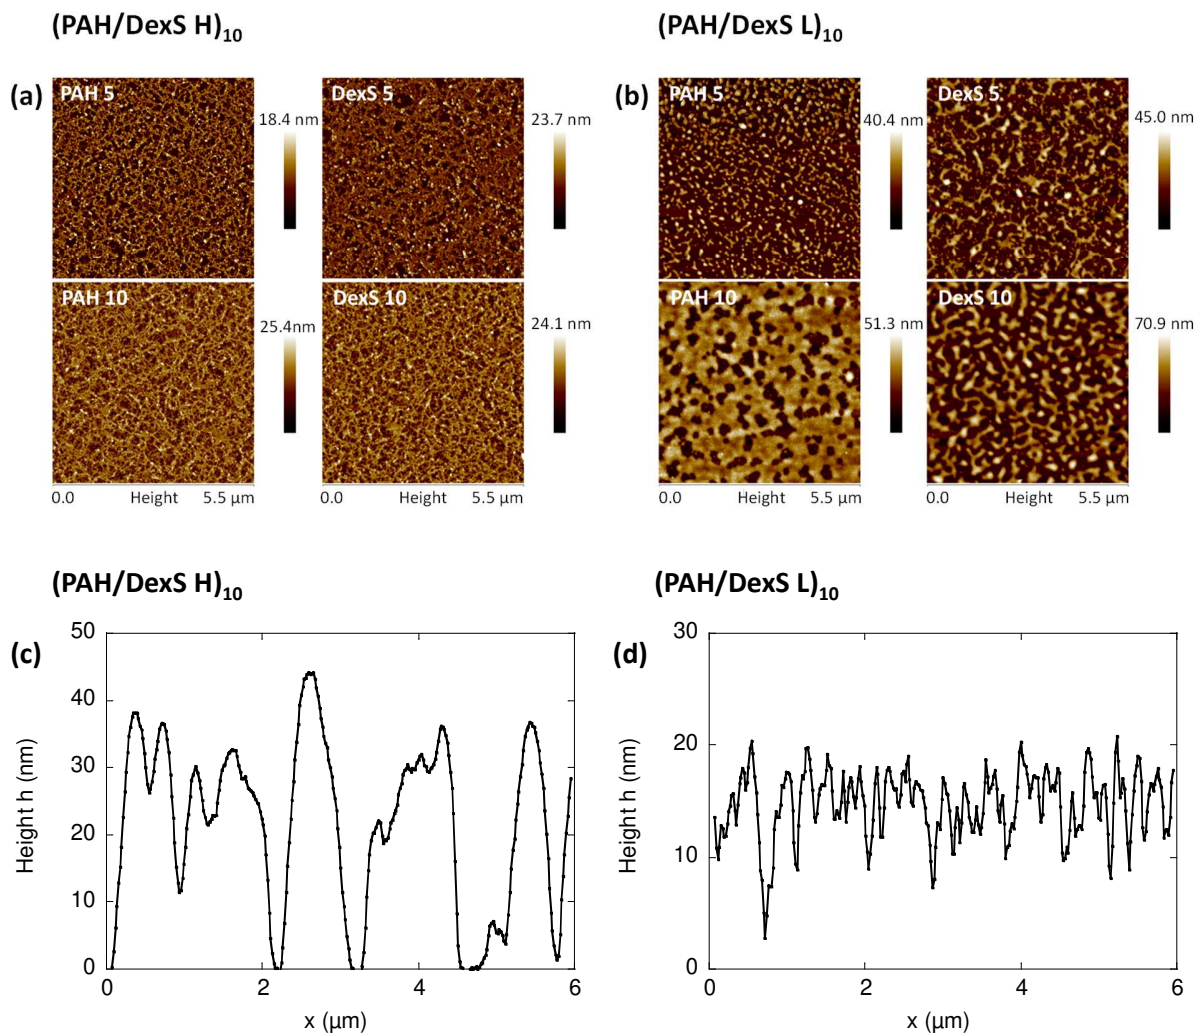 (PAH/DexS H)10
(PAH/DexS L)10
(a)
PAH 5
18.4 nm
DexS 5
23.7 nm
PAH 10
25.4nm
DexS 10
24.1 nm
0.0 Height 5.5 µm
0.0 Height 5.5 µm
(b)
PAH 5
40.4 nm
DexS 5
45.0 nm
PAH 10
51.3 nm
DexS 10
70.9 nm
0.0 Height 5.5 µm
0.0 Height 5.5 µm
(PAH/DexS H)10
(c)
50
40
30
20
10
0
Height h (nm)
0 2 4 6
x (µm)
(PAH/DexS L)10
(d)
30
20
10
0
Height h (nm)
0 2 4 6
x (µm)